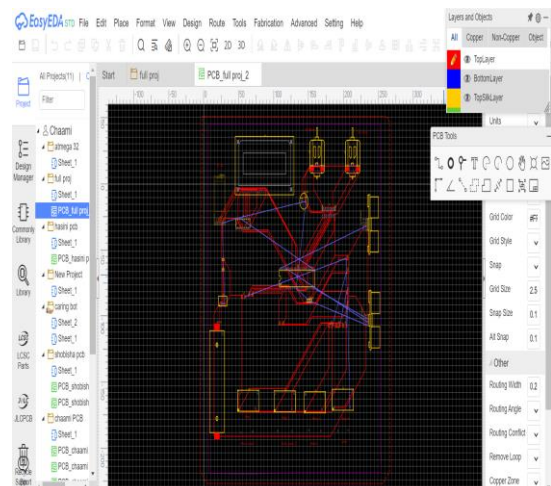 EasyEDA STD File Edit Place Format View Design Route Tools Fabrication Advanced Setting Help
2D 3D
Layers and Objects
All Copper Non-Copper Object
TopLayer
BottomLayer
TopSilkLayer
Project
All Projects(11)
Filter
Start full proj PCB_full proj_2
Units
PCB Tools
Design
Manager
Commonly
Library
Library
LCSC
Parts
JLCPCB
Chaami
atmega 32
Sheet_1
full proj
Sheet_1
PCB_full proj
hasini pcb
Sheet_1
PCB_hasini p
New Project
Sheet_1
caring bot
Sheet_2
Sheet_1
shobisha pcb
Sheet_1
PCB_shobish
PCB_shobish
chaami PCB
Sheet_1
PCB_chaami
PCB_chaami
Grid Color
Grid Style
Snap
Grid Size 2.5
Snap Size 0.1
Alt Snap 0.1
Other
Routing Width 0.2
Routing Angle
Routing Conflict
Remove Loop
Copper Zone